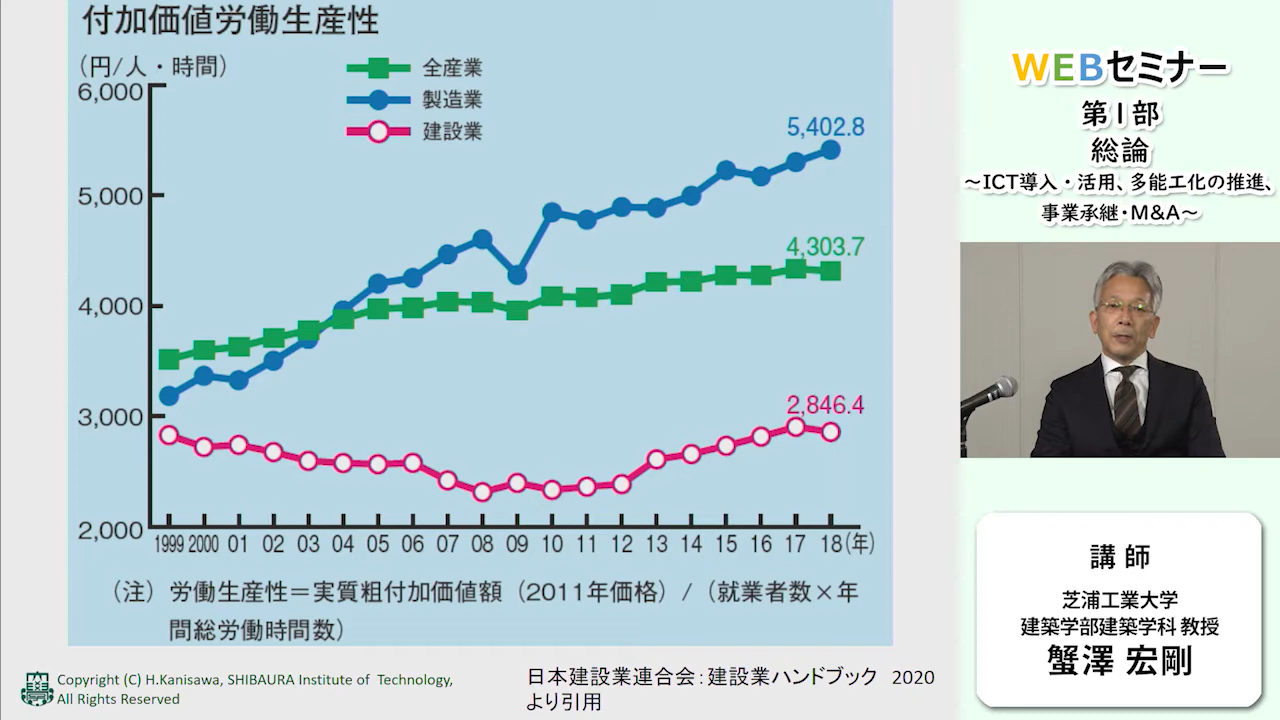 付加価値労働生産性
（円/人・時間）
全産業
製造業
建設業
6,000
5,000
4,000
3,000
2,000
5,402.8
4,303.7
2,846.4
1999 2000 01 02 03 04 05 06 07 08 09 10 11 12 13 14 15 16 17 18（年）
（注）労働生産性＝実質粗付加価値額（2011年価格）/（就業者数×年
間総労働時間数）
Copyright (C) H.Kanisawa, SHIBAURA Institute of Technology,
All Rights Reserved
日本建設業連合会：建設業ハンドブック 2020
より引用
WEBセミナー
第1部
総論
～ICT導入・活用、多能工化の推進、
事業承継・M&A～
講 師
芝浦工業大学
建築学部建築学科 教授
蟹澤 宏剛